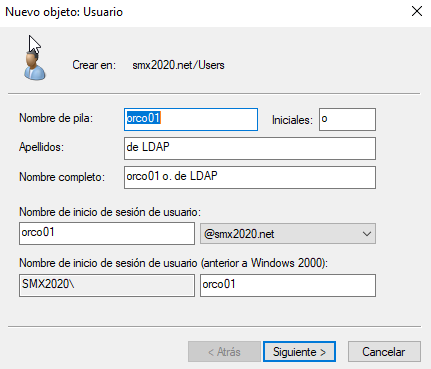 Nuevo objeto: Usuario
Crear en: smx2020.net/Users
Nombre de pila: orco01 Iniciales: o
Apellidos: de LDAP
Nombre completo: orco01 o. de LDAP
Nombre de inicio de sesión de usuario:
orco01 @smx2020.net
Nombre de inicio de sesión de usuario (anterior a Windows 2000):
SMX2020\ orco01
< Atrás Siguiente > Cancelar